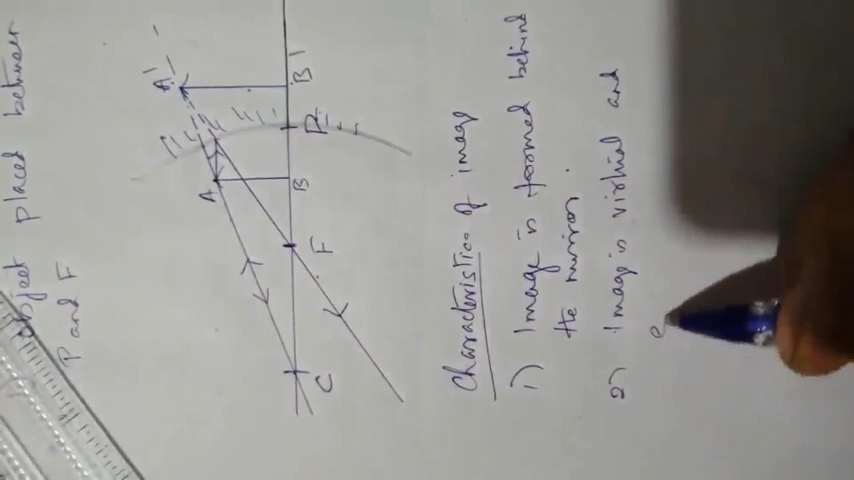 Object placed between
P and F
A'
B'
P
A
B
F
C
Characteristics of image
1) Image is formed behind
the mirror.
2) Image is virtual and
e